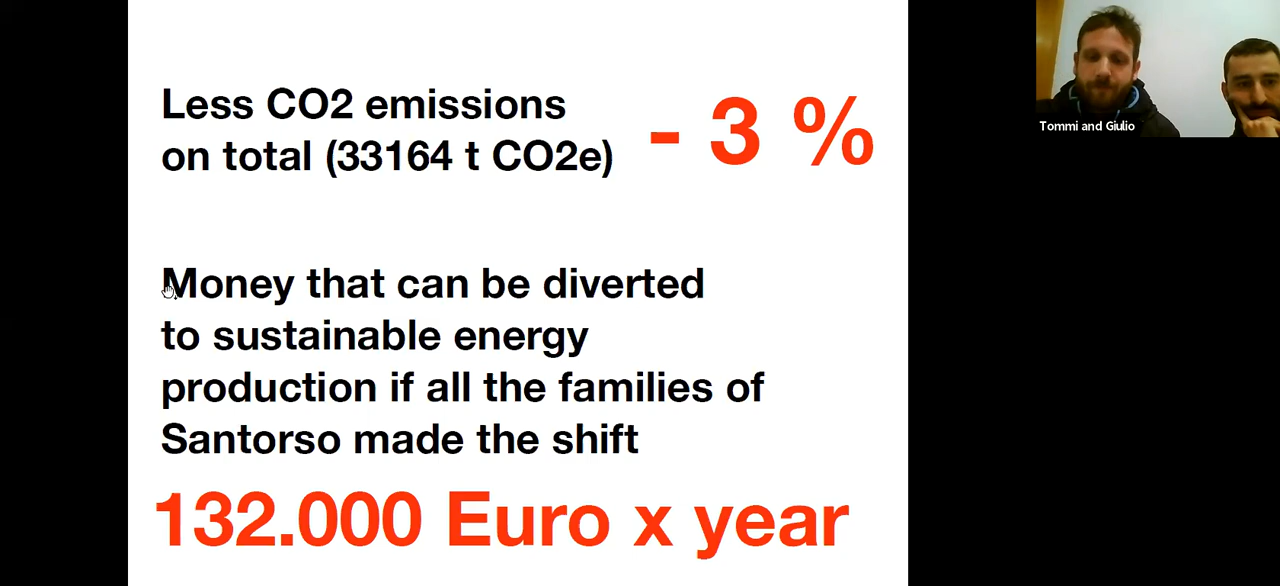 Less CO2 emissions
on total (33164 t CO2e)
- 3 %
Money that can be diverted
to sustainable energy
production if all the families of
Santorso made the shift
132.000 Euro x year
Tommi and Giulio